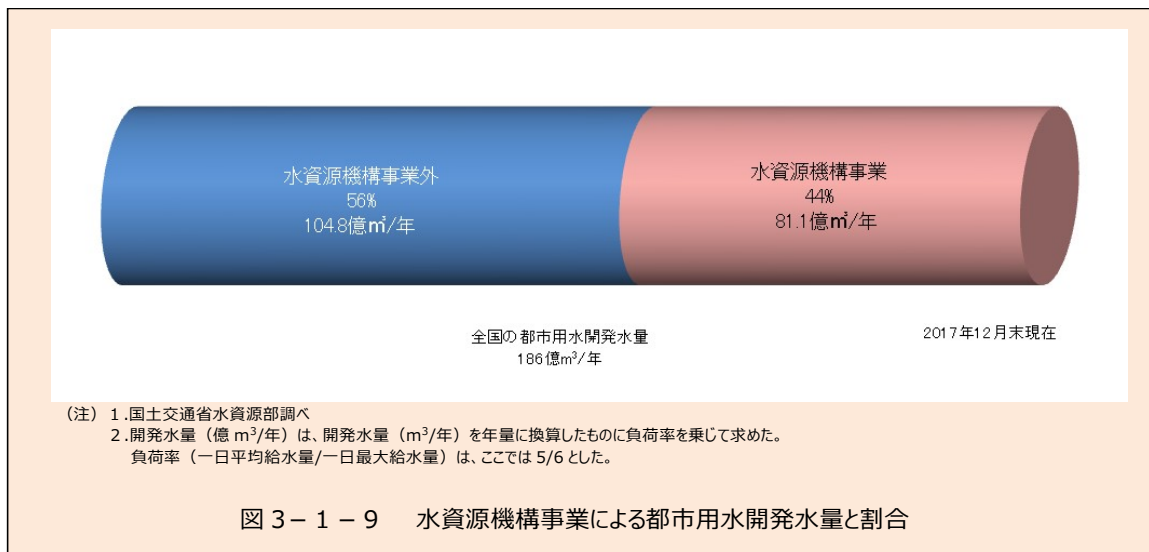 水資源機構事業外
56%
104.8億㎥/年
水資源機構事業
44%
81.1億㎥/年
全国の都市用水開発水量
186億m³/年
2017年12月末現在
(注) 1.国土交通省水資源部調べ
2.開発水量（億 m³/年）は、開発水量（m³/年）を年量に換算したものに負荷率を乗じて求めた。
負荷率（一日平均給水量/一日最大給水量）は、ここでは 5/6 とした。
図 3－1－9 水資源機構事業による都市用水開発水量と割合